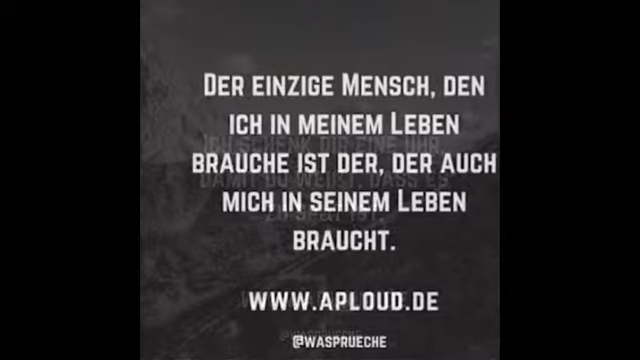 Der einzige Mensch, den
ich in meinem Leben
brauche ist der, der auch
mich in seinem Leben
braucht.
www.aploud.de
@wasprueche